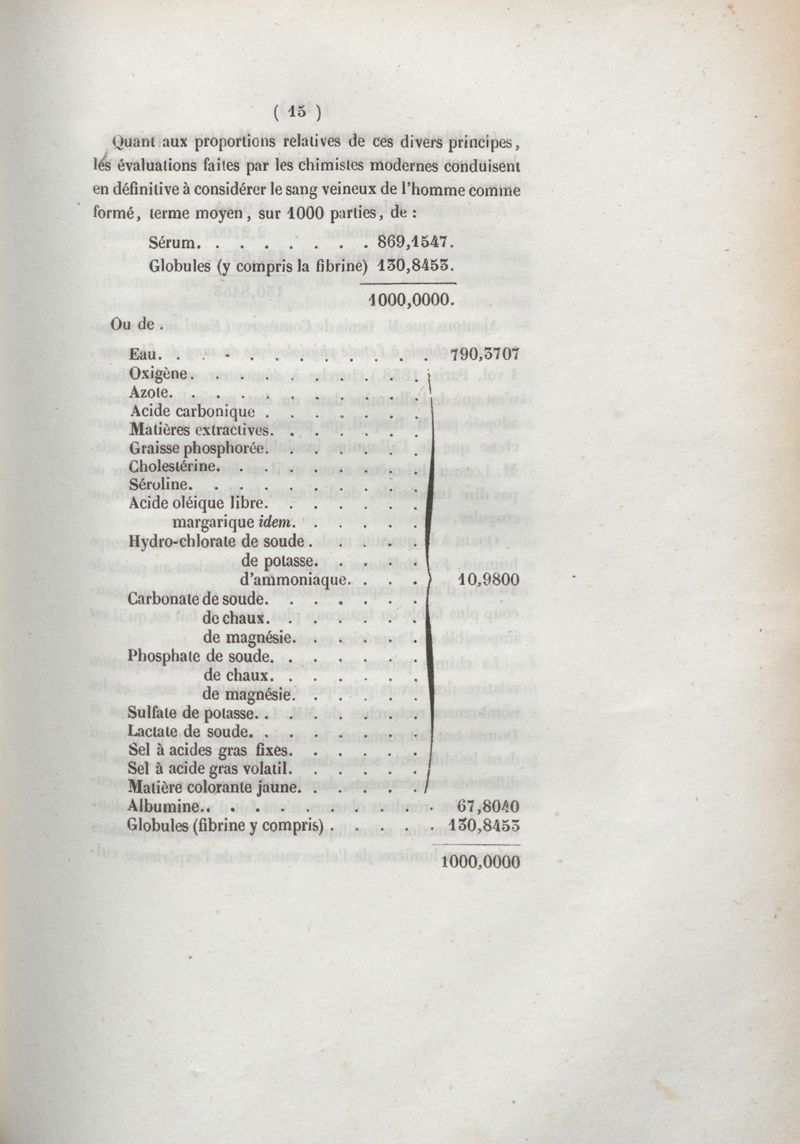 ( 15 )
Quant aux proportions relatives de ces divers principes,
les évaluations faites par les chimistes modernes conduisent
en définitive à considérer le sang veineux de l'homme comme
formé, terme moyen, sur 1000 parties, de :
Sérum. . . . . . . . 869,1547.
Globules (y compris la fibrine) 130,8453.
1000,0000.
Ou de .
Eau. . . . . . . . . . . . 790,3707
Oxigène. . . . . . . . . .
Azote. . . . . . . . . . .
Acide carbonique . . . . . . .
Matières extractives. . . . . . .
Graisse phosphorée. . . . . . .
Cholestérine. . . . . . . . .
Séroline. . . . . . . . . .
Acide oléique libre. . . . . . .
margarique idem. . . . . .
Hydro-chlorate de soude . . . . .
de potasse. . . . .
d'ammoniaque. . . . 10,9800
Carbonate de soude. . . . . . .
de chaux. . . . . . .
de magnésie. . . . . .
Phosphate de soude. . . . . . .
de chaux. . . . . . .
de magnésie. . . . . .
Sulfate de potasse. . . . . . . .
Lactate de soude. . . . . . . .
Sel à acides gras fixes. . . . . .
Sel à acide gras volatil. . . . . .
Matière colorante jaune. . . . . .
Albumine.. . . . . . . . . . 67,8040
Globules (fibrine y compris) . . . . . 130,8453
1000,0000